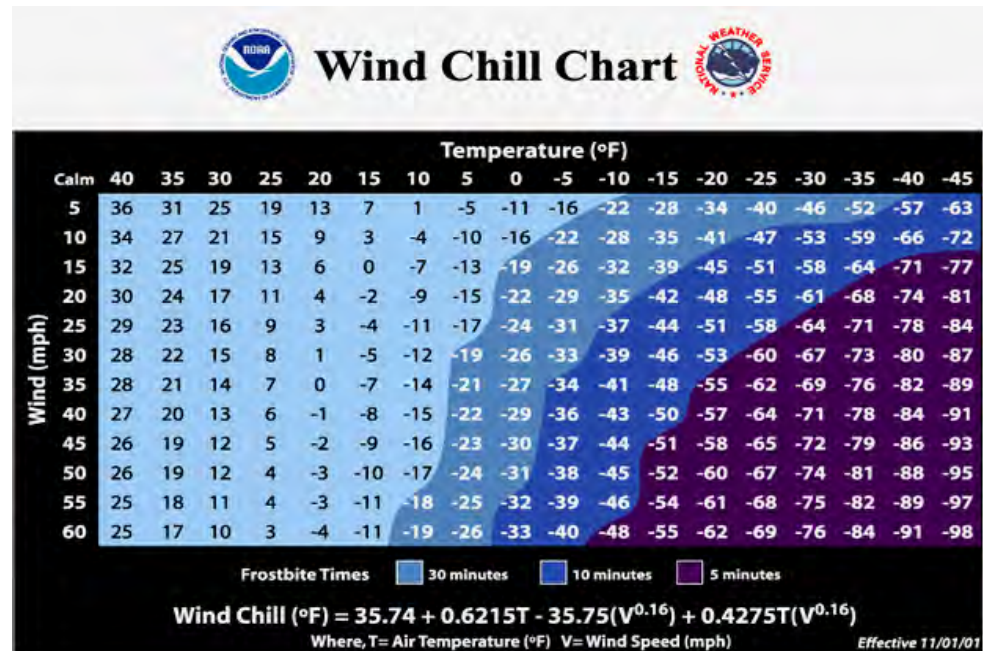 NOAA
Wind Chill Chart
NATIONAL WEATHER SERVICE
Temperature (ºF)
Calm 40 35 30 25 20 15 10 5 0 -5 -10 -15 -20 -25 -30 -35 -40 -45
Wind (mph)
5 36 31 25 19 13 7 1 -5 -11 -16 -22 -28 -34 -40 -46 -52 -57 -63
10 34 27 21 15 9 3 -4 -10 -16 -22 -28 -35 -41 -47 -53 -59 -66 -72
15 32 25 19 13 6 0 -7 -13 -19 -26 -32 -39 -45 -51 -58 -64 -71 -77
20 30 24 17 11 4 -2 -9 -15 -22 -29 -35 -42 -48 -55 -61 -68 -74 -81
25 29 23 16 9 3 -4 -11 -17 -24 -31 -37 -44 -51 -58 -64 -71 -78 -84
30 28 22 15 8 1 -5 -12 -19 -26 -33 -39 -46 -53 -60 -67 -73 -80 -87
35 28 21 14 7 0 -7 -14 -21 -27 -34 -41 -48 -55 -62 -69 -76 -82 -89
40 27 20 13 6 -1 -8 -15 -22 -29 -36 -43 -50 -57 -64 -71 -78 -84 -91
45 26 19 12 5 -2 -9 -16 -23 -30 -37 -44 -51 -58 -65 -72 -79 -86 -93
50 26 19 12 4 -3 -10 -17 -24 -31 -38 -45 -52 -60 -67 -74 -81 -88 -95
55 25 18 11 4 -3 -11 -18 -25 -32 -39 -46 -54 -61 -68 -75 -82 -89 -97
60 25 17 10 3 -4 -11 -19 -26 -33 -40 -48 -55 -62 -69 -76 -84 -91 -98
Frostbite Times 30 minutes 10 minutes 5 minutes
Wind Chill (ºF) = 35.74 + 0.6215T - 35.75(V0.16) + 0.4275T(V0.16)
Where, T= Air Temperature (ºF) V= Wind Speed (mph)
Effective 11/01/01